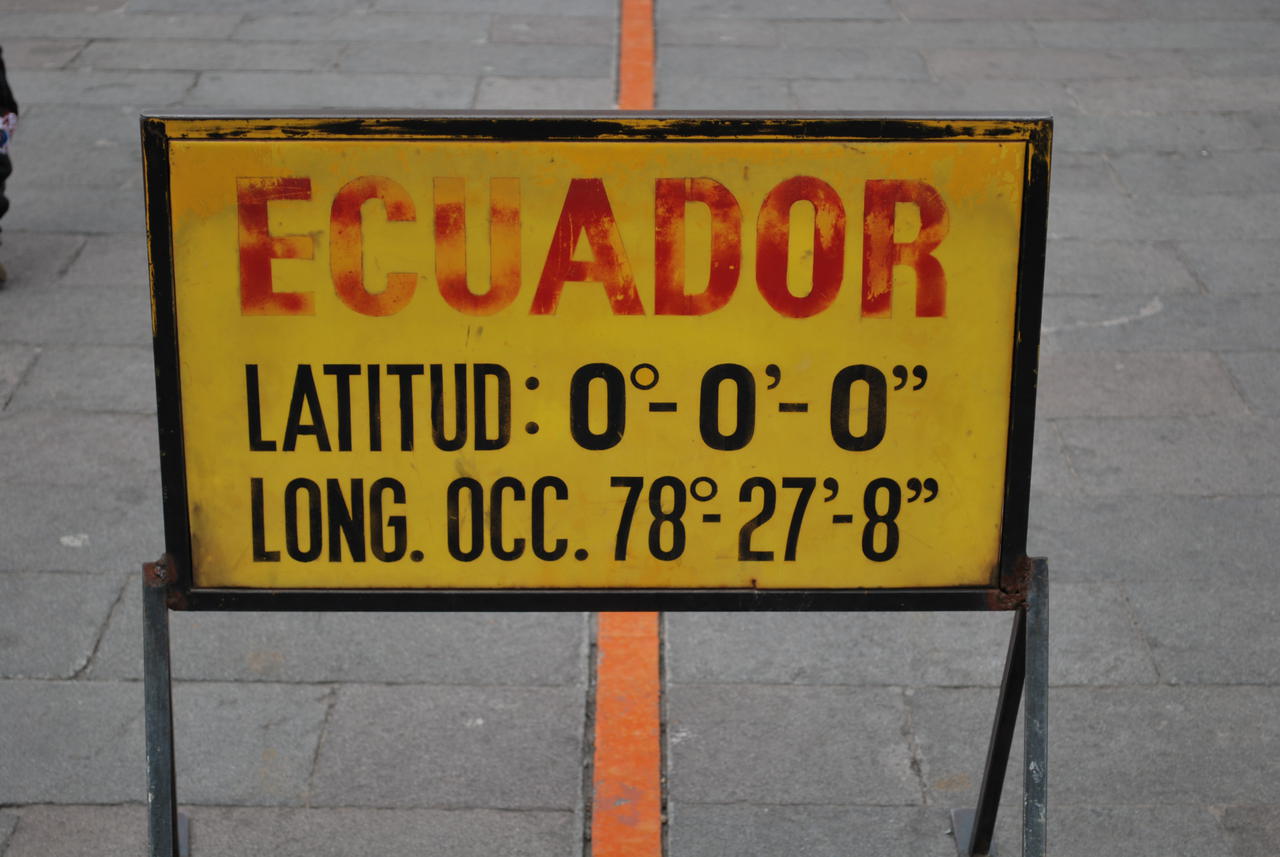 ECUADOR
LATITUD: 0°-0’-0”
LONG. OCC. 78°-27’-8”